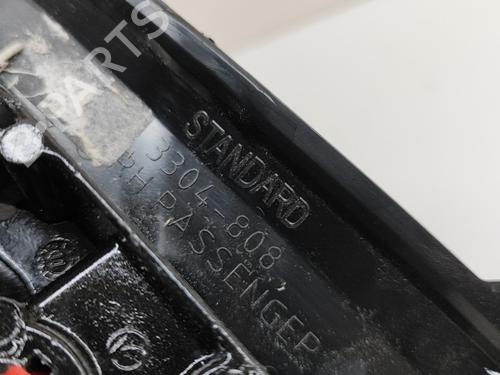 PARTS
STANDARD
3304-808
RH PASSENGER